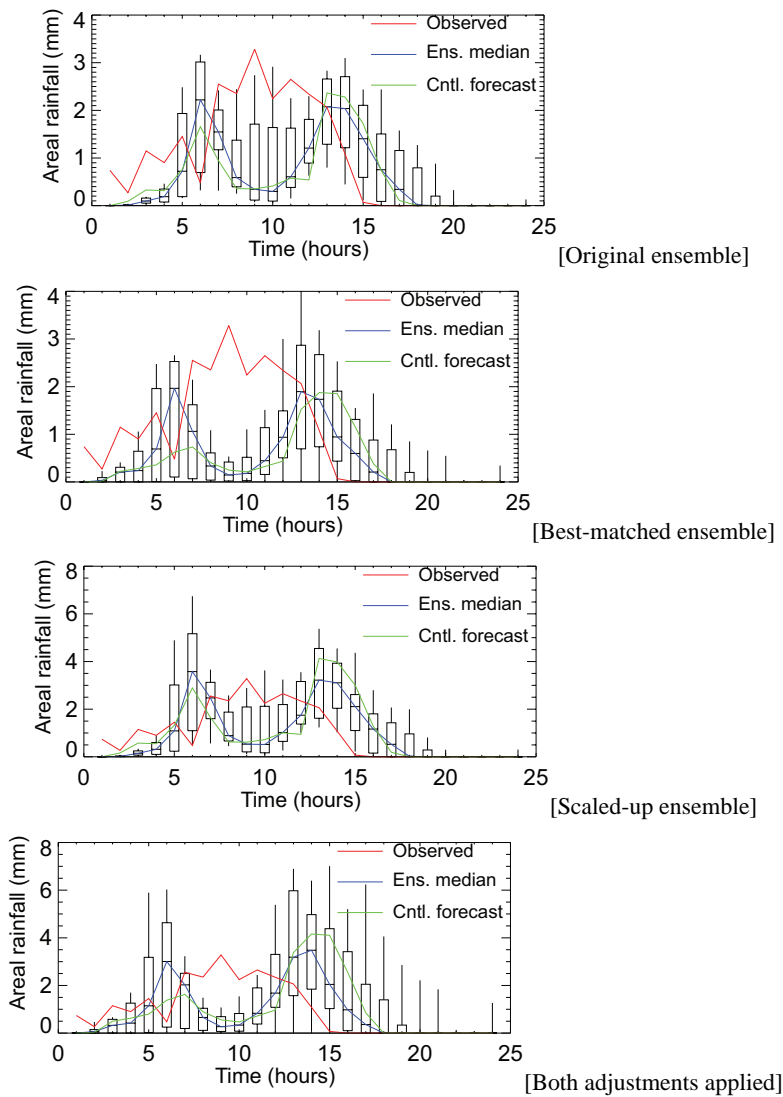 Areal rainfall (mm)
4
3
2
1
0
Observed
Ens. median
Cntl. forecast
0 5 10 15 20 25
Time (hours)
[Original ensemble]
Areal rainfall (mm)
4
3
2
1
0
Observed
Ens. median
Cntl. forecast
0 5 10 15 20 25
Time (hours)
[Best-matched ensemble]
Areal rainfall (mm)
8
6
4
2
0
Observed
Ens. median
Cntl. forecast
0 5 10 15 20 25
Time (hours)
[Scaled-up ensemble]
Areal rainfall (mm)
8
6
4
2
0
Observed
Ens. median
Cntl. forecast
0 5 10 15 20 25
Time (hours)
[Both adjustments applied]